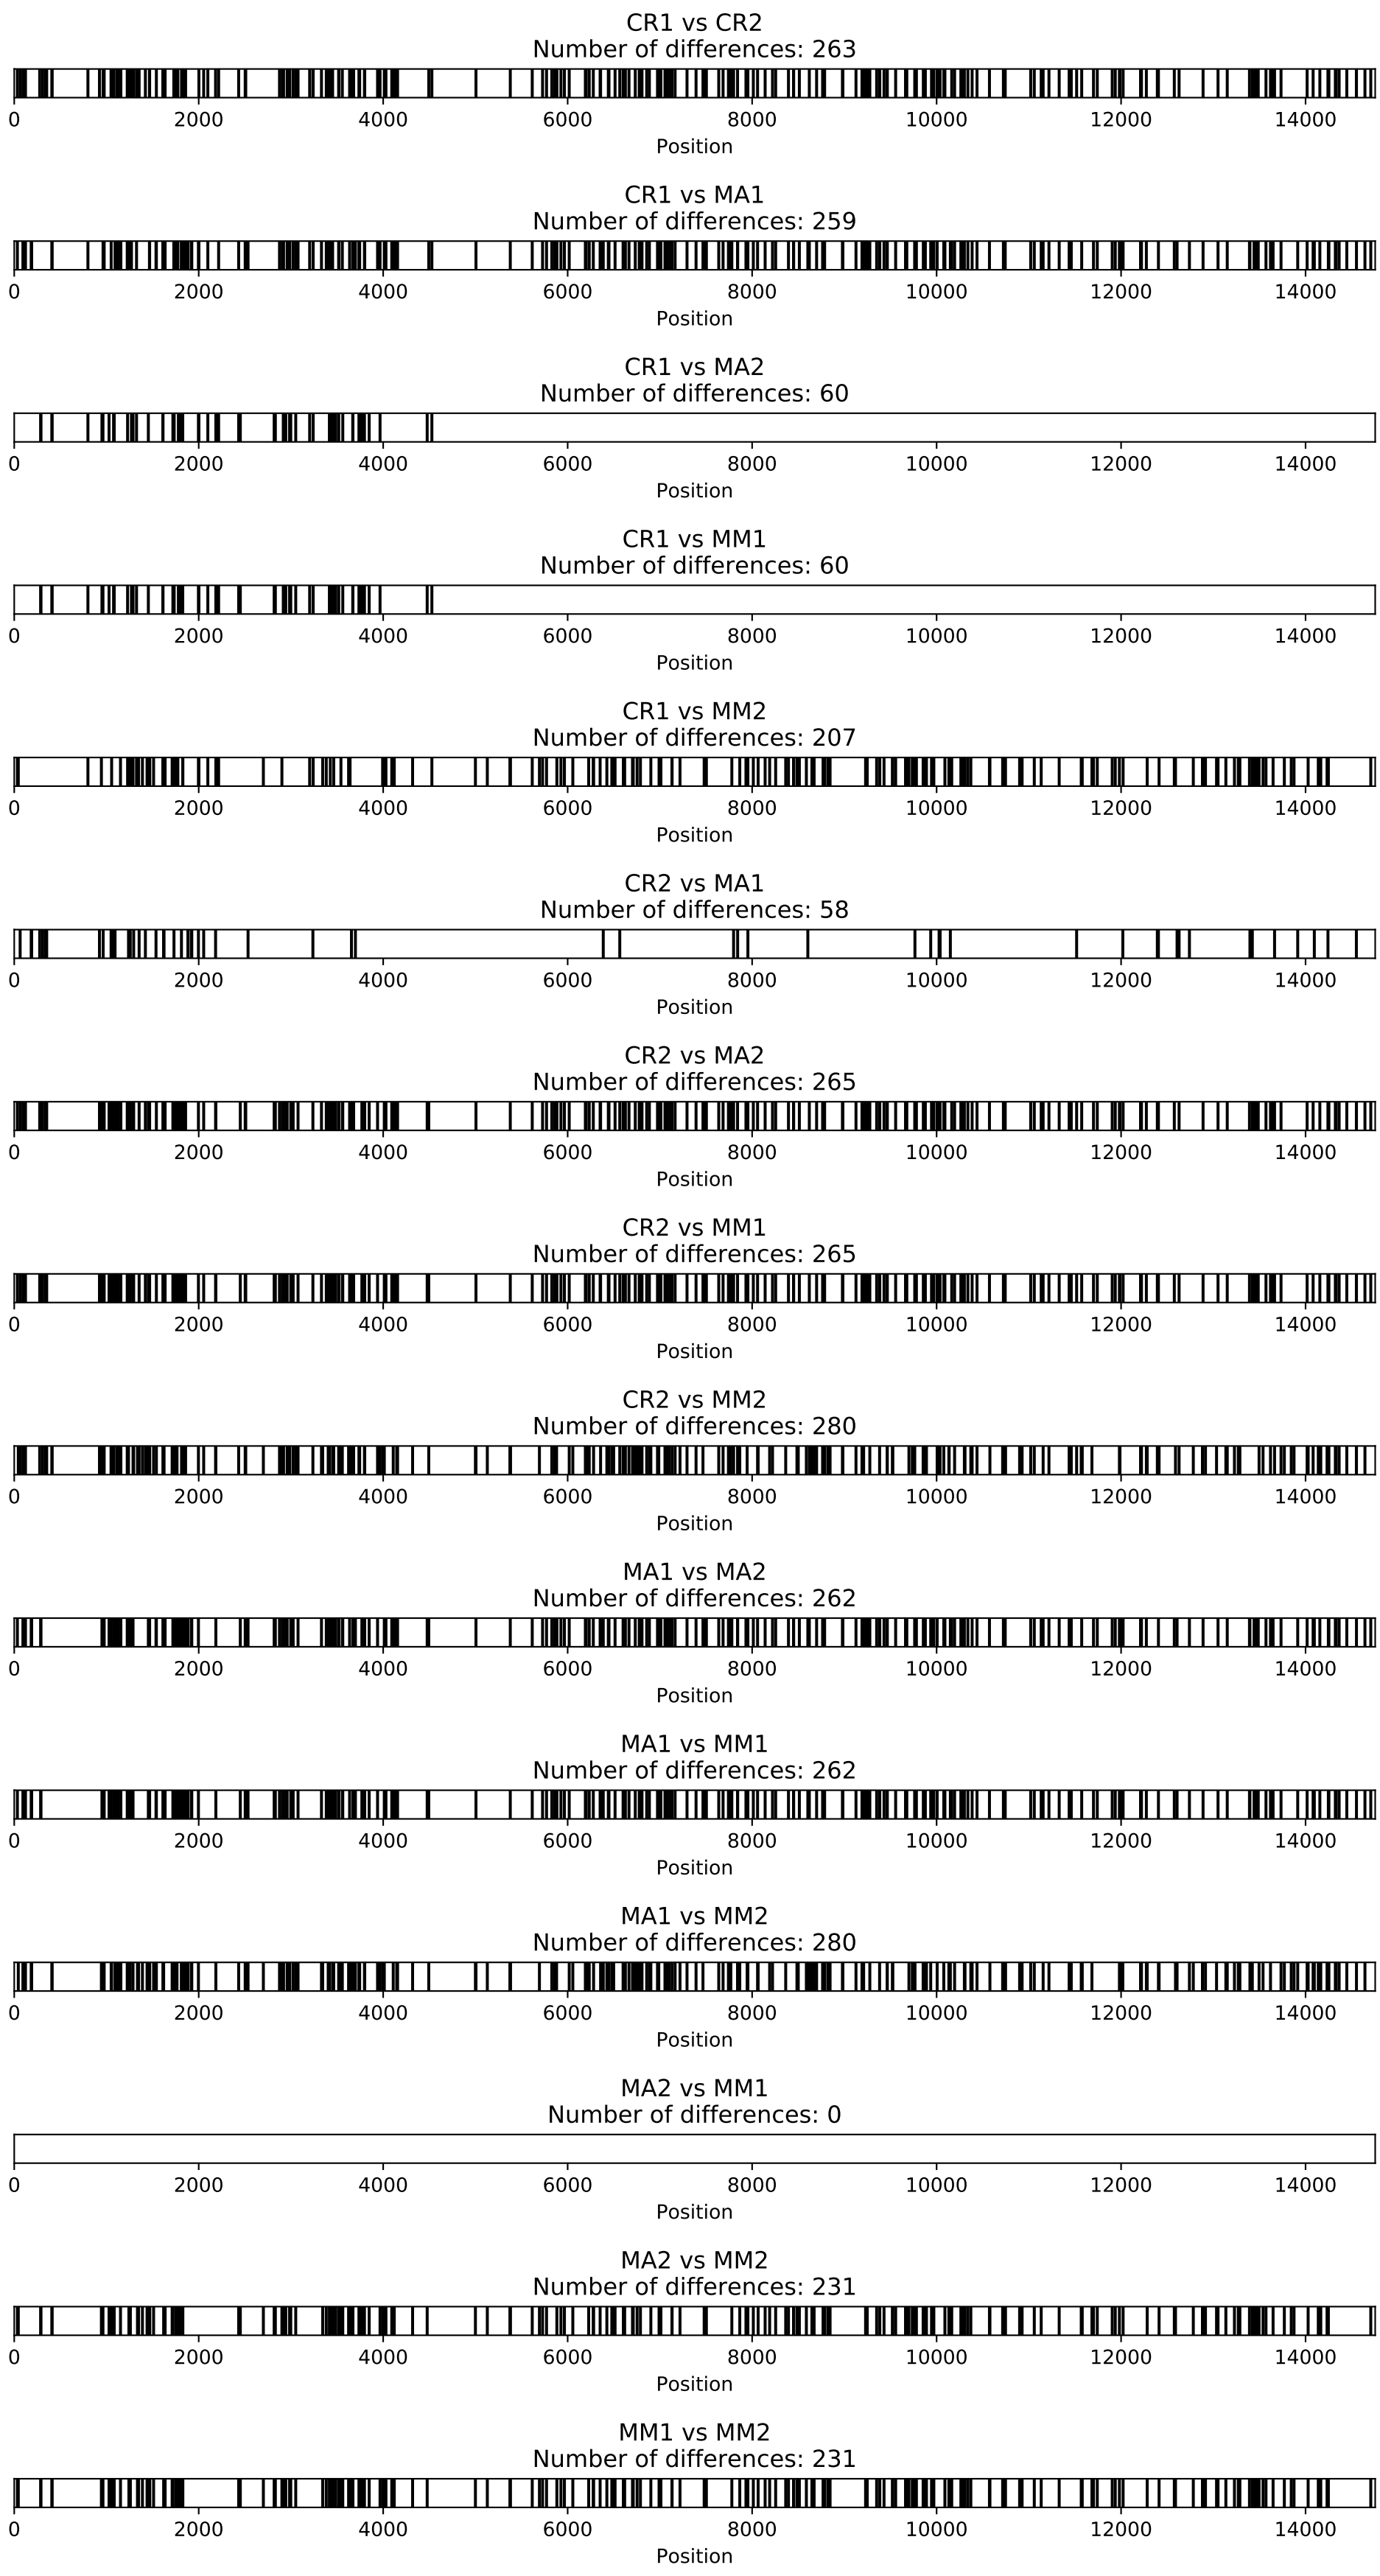 CR1 vs CR2
Number of differences: 263
0 2000 4000 6000 8000 10000 12000 14000
Position
CR1 vs MA1
Number of differences: 259
0 2000 4000 6000 8000 10000 12000 14000
Position
CR1 vs MA2
Number of differences: 60
0 2000 4000 6000 8000 10000 12000 14000
Position
CR1 vs MM1
Number of differences: 60
0 2000 4000 6000 8000 10000 12000 14000
Position
CR1 vs MM2
Number of differences: 207
0 2000 4000 6000 8000 10000 12000 14000
Position
CR2 vs MA1
Number of differences: 58
0 2000 4000 6000 8000 10000 12000 14000
Position
CR2 vs MA2
Number of differences: 265
0 2000 4000 6000 8000 10000 12000 14000
Position
CR2 vs MM1
Number of differences: 265
0 2000 4000 6000 8000 10000 12000 14000
Position
CR2 vs MM2
Number of differences: 280
0 2000 4000 6000 8000 10000 12000 14000
Position
MA1 vs MA2
Number of differences: 262
0 2000 4000 6000 8000 10000 12000 14000
Position
MA1 vs MM1
Number of differences: 262
0 2000 4000 6000 8000 10000 12000 14000
Position
MA1 vs MM2
Number of differences: 280
0 2000 4000 6000 8000 10000 12000 14000
Position
MA2 vs MM1
Number of differences: 0
0 2000 4000 6000 8000 10000 12000 14000
Position
MA2 vs MM2
Number of differences: 231
0 2000 4000 6000 8000 10000 12000 14000
Position
MM1 vs MM2
Number of differences: 231
0 2000 4000 6000 8000 10000 12000 14000
Position